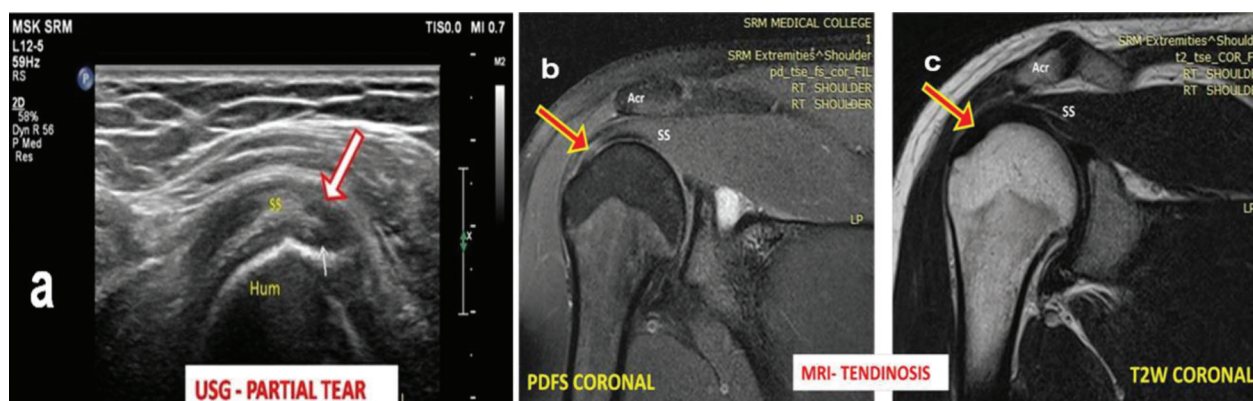 MSK SRM
TIS0.0 MI 0.7
L12-5
59Hz
RS
2D
58%
Dyn R 56
P Med
Res
P
M2
X
SS
Hum
a
USG - PARTIAL TEAR
SRM MEDICAL COLLEGE
1
SRM Extremities^Shoulder
pd_tse_fs_cor_FIL
RT SHOULDER
RT SHOULDER
b
Acr
SS
LP
PDFS CORONAL
MRI- TENDINOSIS
SRM Extremities^Should
t2_tse_COR_F
RT SHOULDE
RT SHOULDE
c
Acr
SS
LP
T2W CORONAL